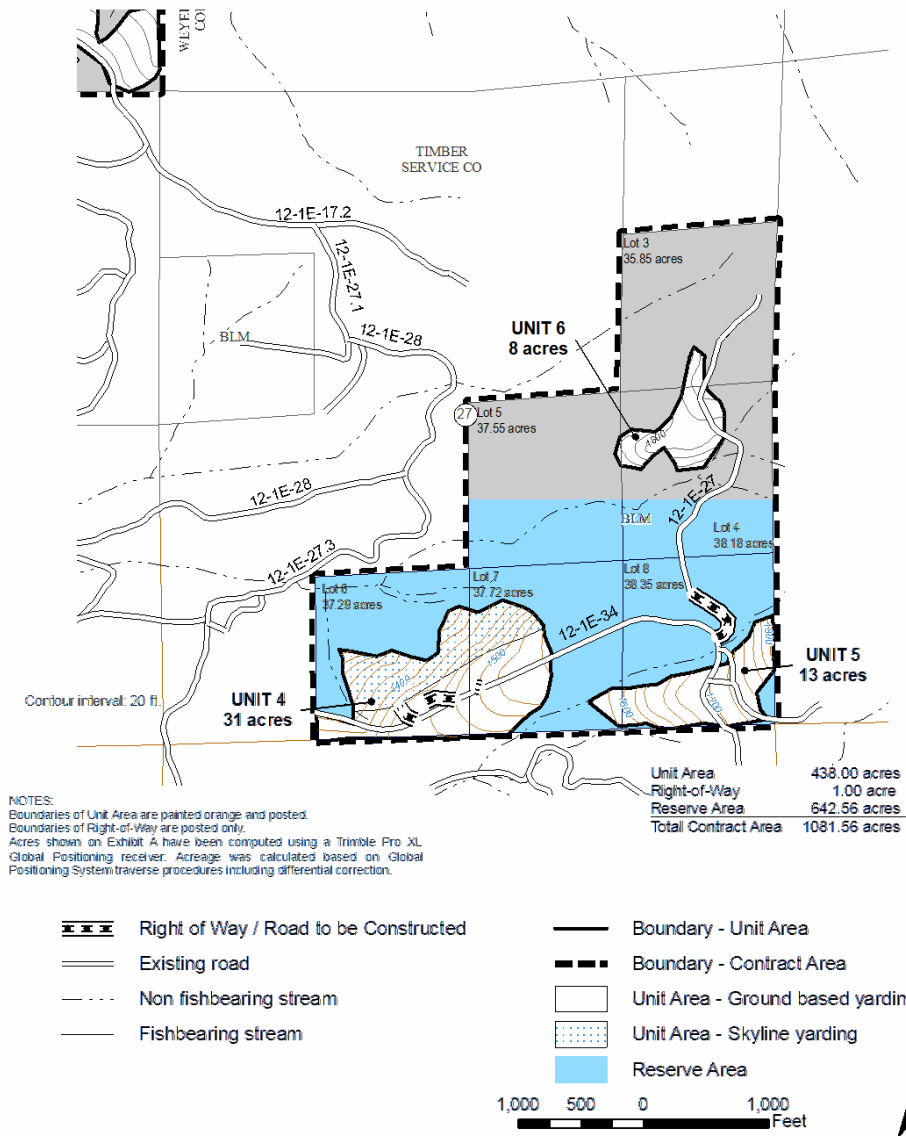 WEYE
CO
TIMBER
SERVICE CO
12-1E-17.2
12-1E-27.1
12-1E-28
BLM
Lot 3
35.85 acres
UNIT 6
8 acres
27
Lot 5
37.55 acres
1800
12-1E-28
12-1E-27
BLM
Lot 4
38.18 acres
12-1E-27.3
Lot 6
37.29 acres
Lot 7
37.72 acres
Lot 8
38.35 acres
12-1E-34
1500
1400
UNIT 5
13 acres
UNIT 4
31 acres
1600
1700
Contour interval: 20 ft.
Unit Area 438.00 acres
Right-of-Way 1.00 acre
Reserve Area 642.56 acres
Total Contract Area 1081.56 acres
NOTES:
Boundaries of Unit Area are painted orange and posted.
Boundaries of Right-of-Way are posted only.
Acres shown on Exhibit A have been computed using a Trimble Pro XL
Global Positioning receiver. Acreage was calculated based on Global
Positioning System traverse procedures including differential correction.
Right of Way / Road to be Constructed
Existing road
Non fishbearing stream
Fishbearing stream
Boundary - Unit Area
Boundary - Contract Area
Unit Area - Ground based yardin
Unit Area - Skyline yarding
Reserve Area
1,000 500 0 1,000
Feet